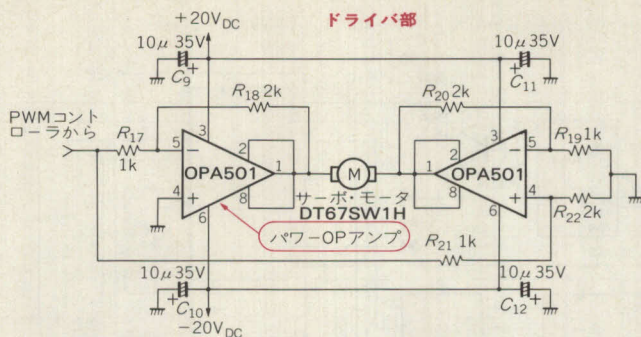 ドライバ部
+20VDC
10μ 35V
C9
+
10μ 35V
+
C11
PWMコント
ローラから
R17
1k
R18 2k
R20 2k
R19 1k
5
−
4
+
3
2
1
8
6
OPA501
M
サーボ・モータ
DT67SW1H
パワーOPアンプ
3
2
1
8
6
5
−
4
+
OPA501
R22 2k
R21 1k
10μ 35V
+
C10
10μ 35V
C12
+
−20VDC